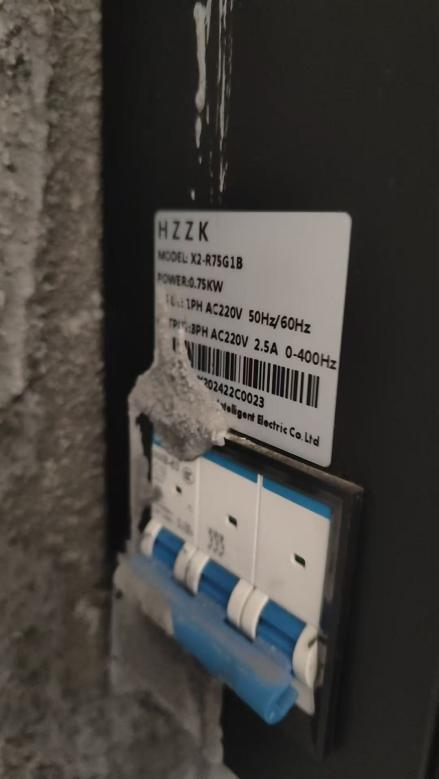 HZZK
MODEL: X2-R75G1B
POWER:0.75KW
1PH AC220V 50Hz/60Hz
3PH AC220V 2.5A 0-400Hz
202422C0023
Intelligent Electric Co.Ltd